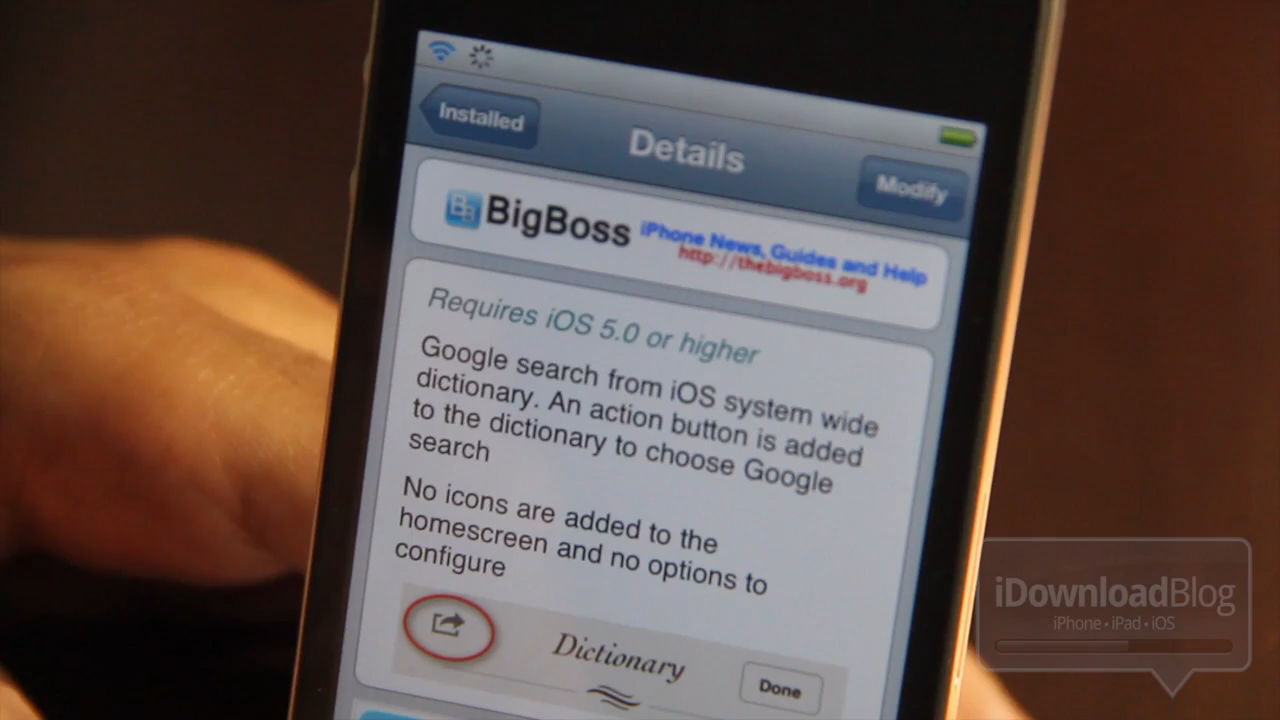 Installed
Details
Modify
BigBoss
iPhone News, Guides and Help
http://thebigboss.org
Requires iOS 5.0 or higher
Google search from iOS system wide
dictionary. An action button is added
to the dictionary to choose Google
search
No icons are added to the
homescreen and no options to
configure
Dictionary
Done
iDownloadBlog
iPhone • iPad • iOS